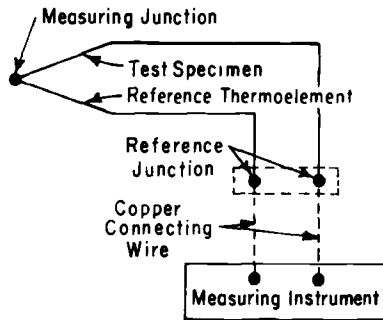 Measuring Junction
Test Specimen
Reference Thermoelement
Reference
Junction
Copper
Connecting
Wire
Measuring Instrument